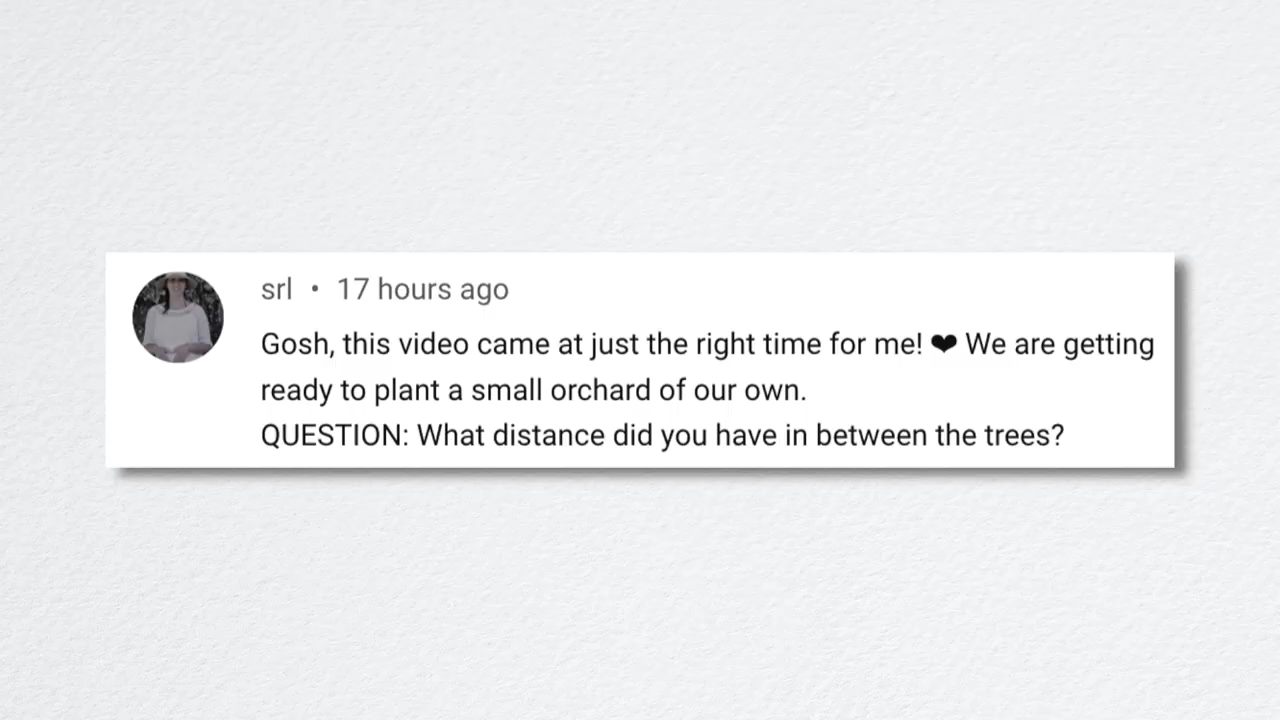 srl • 17 hours ago
Gosh, this video came at just the right time for me! ❤ We are getting
ready to plant a small orchard of our own.
QUESTION: What distance did you have in between the trees?